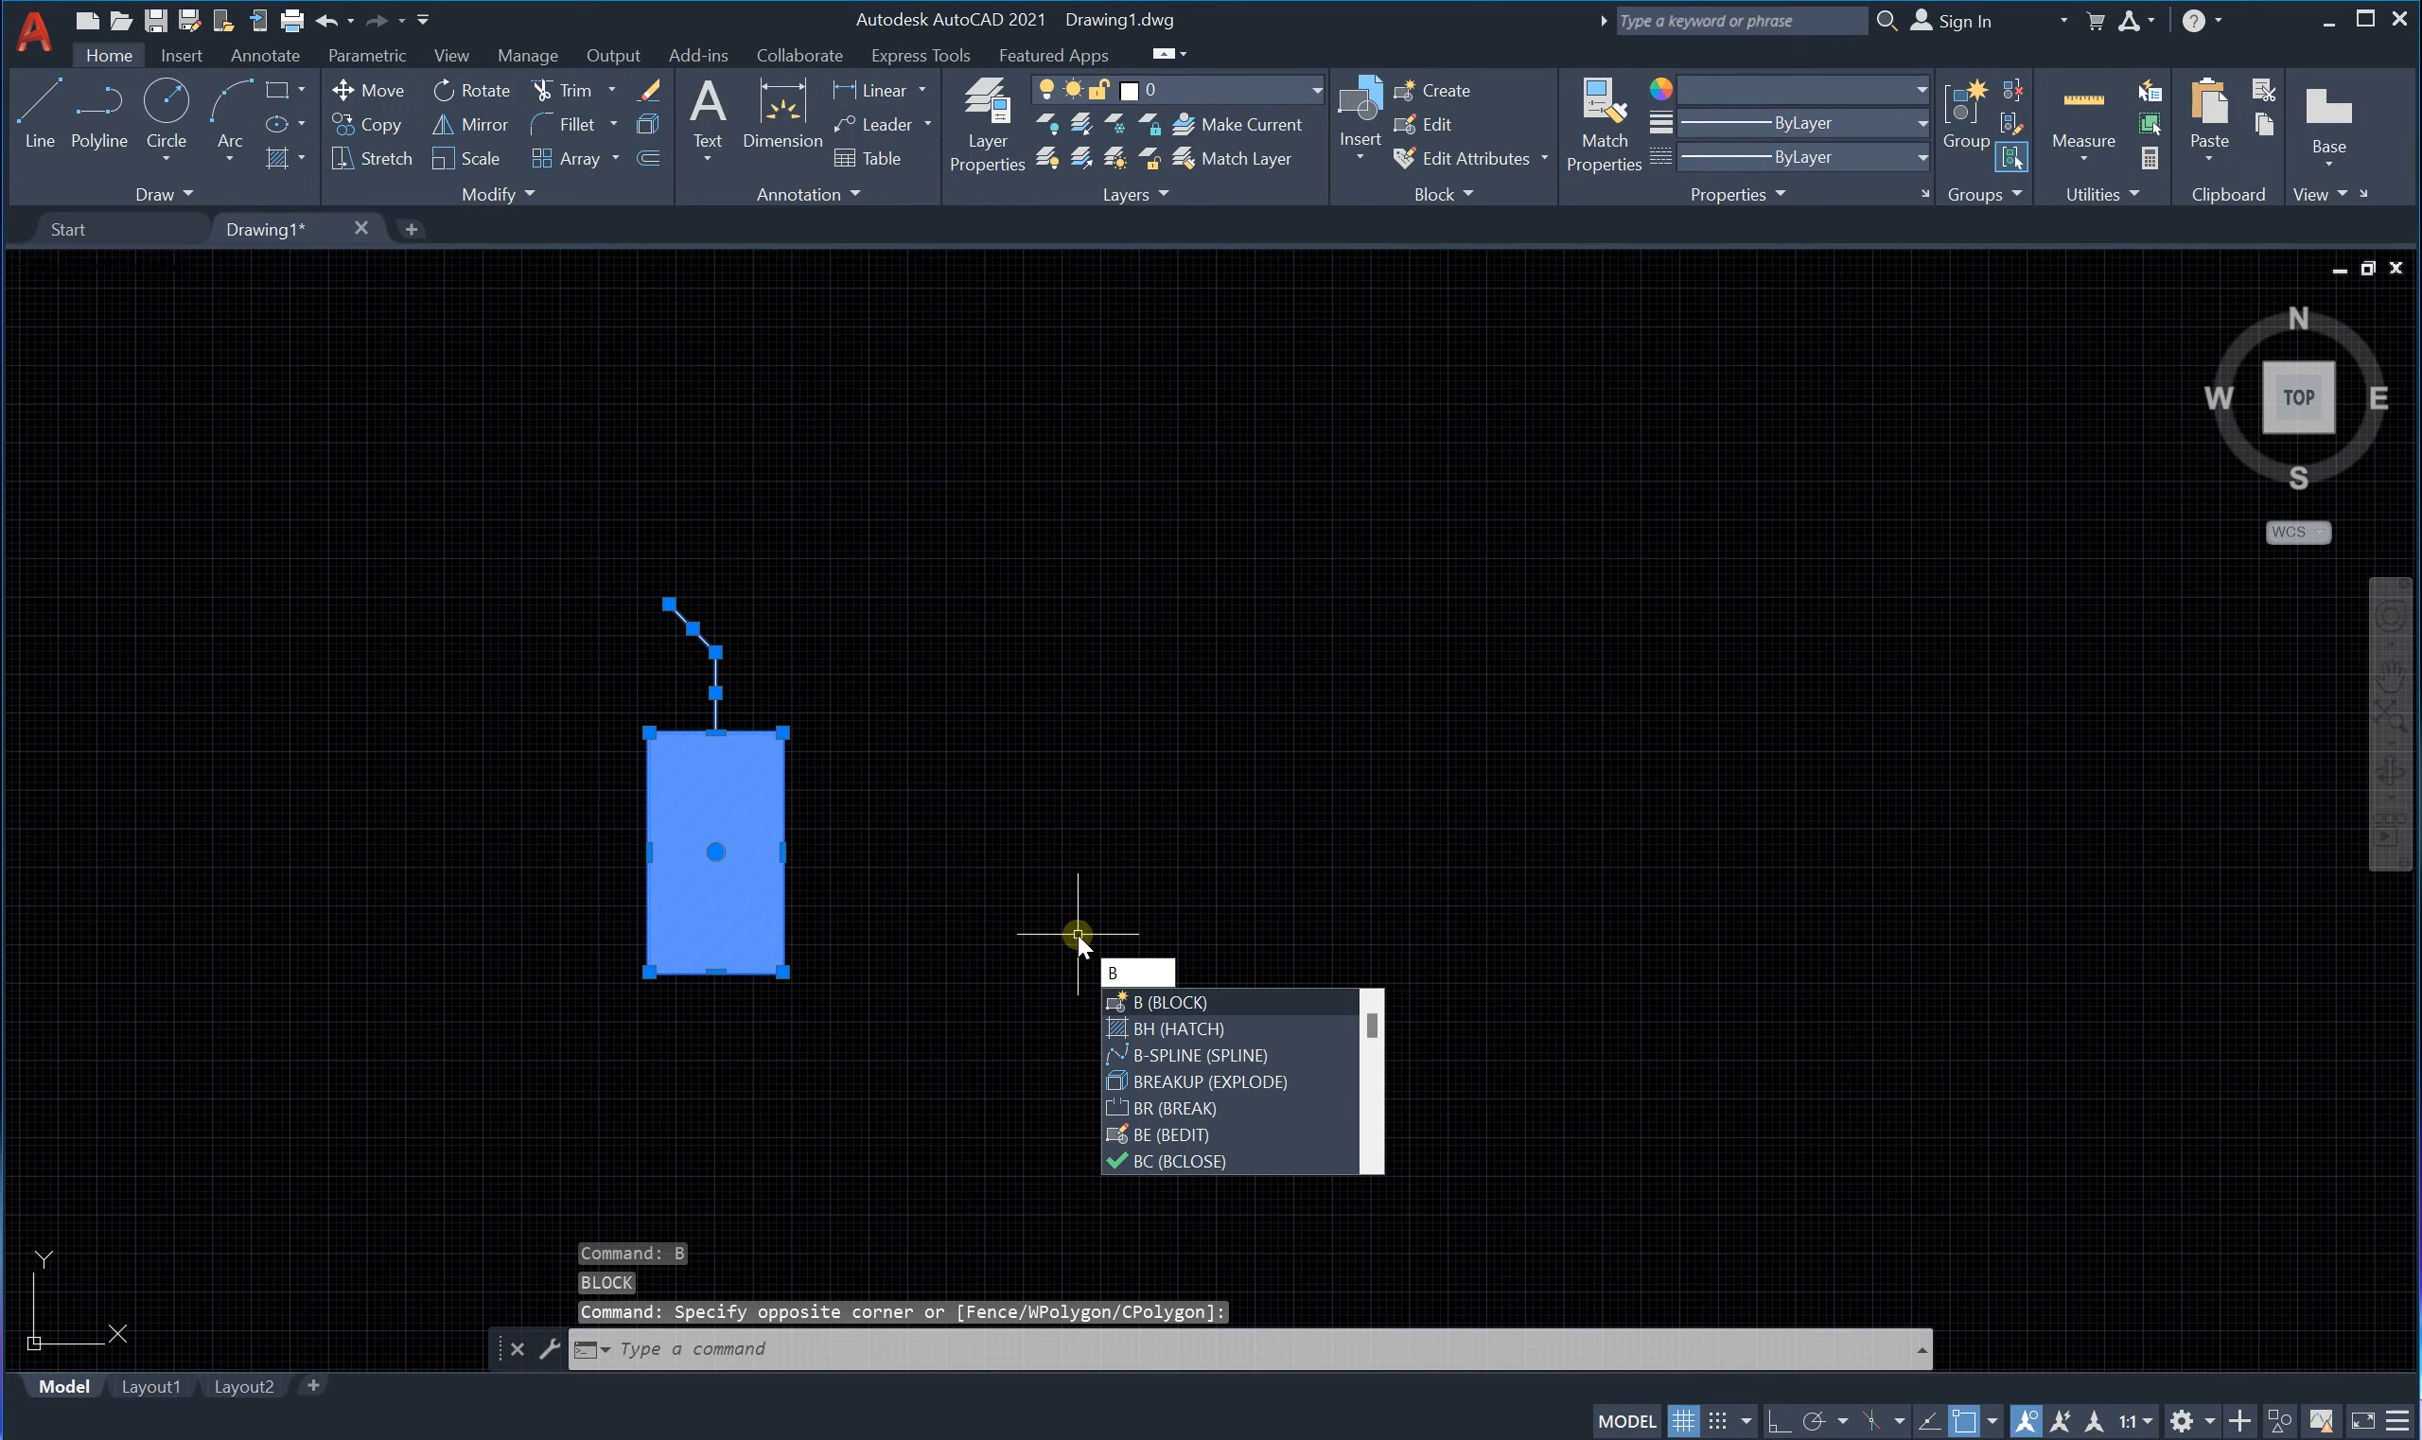 Autodesk AutoCAD 2021 Drawing1.dwg
Type a keyword or phrase
Sign In
Home Insert Annotate Parametric View Manage Output Add-ins Collaborate Express Tools Featured Apps
Line Polyline Circle Arc
Draw
Move Rotate Trim
Copy Mirror Fillet
Stretch Scale Array
Modify
Text Dimension
Linear
Leader
Table
Annotation
Layer Properties
0
Make Current
Match Layer
Layers
Insert
Create
Edit
Edit Attributes
Block
Match Properties
ByLayer
ByLayer
Properties
Group
Groups
Measure
Utilities
Paste
Clipboard
Base
View
Start Drawing1*
N
W TOP E
S
WCS
B
B (BLOCK)
BH (HATCH)
B-SPLINE (SPLINE)
BREAKUP (EXPLODE)
BR (BREAK)
BE (BEDIT)
BC (BCLOSE)
Y
X
Command: B
BLOCK
Command: Specify opposite corner or [Fence/WPolygon/CPolygon]:
Type a command
Model Layout1 Layout2
MODEL 1:1